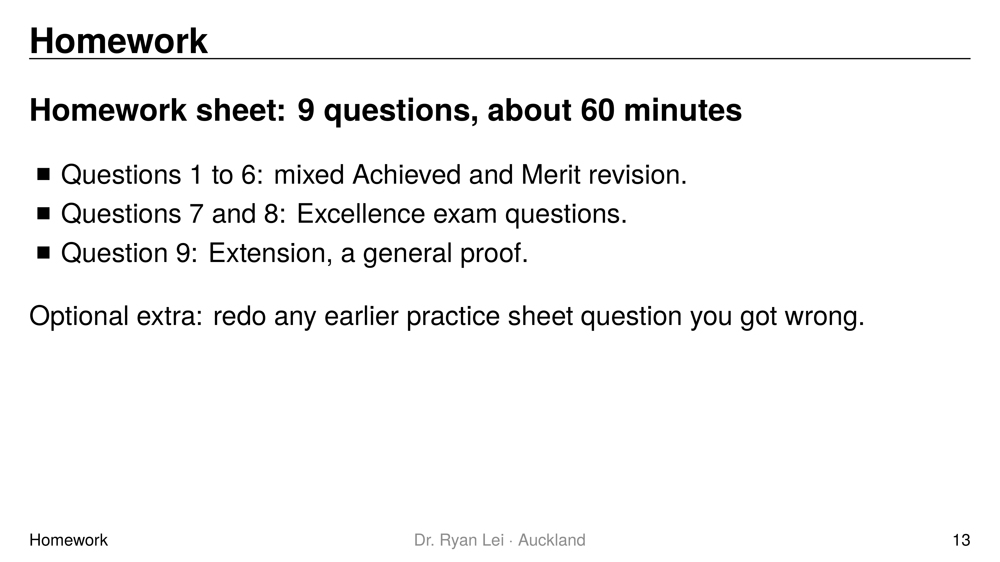 Homework
Homework sheet: 9 questions, about 60 minutes
■ Questions 1 to 6: mixed Achieved and Merit revision.
■ Questions 7 and 8: Excellence exam questions.
■ Question 9: Extension, a general proof.
Optional extra: redo any earlier practice sheet question you got wrong.
Homework
Dr. Ryan Lei · Auckland
13